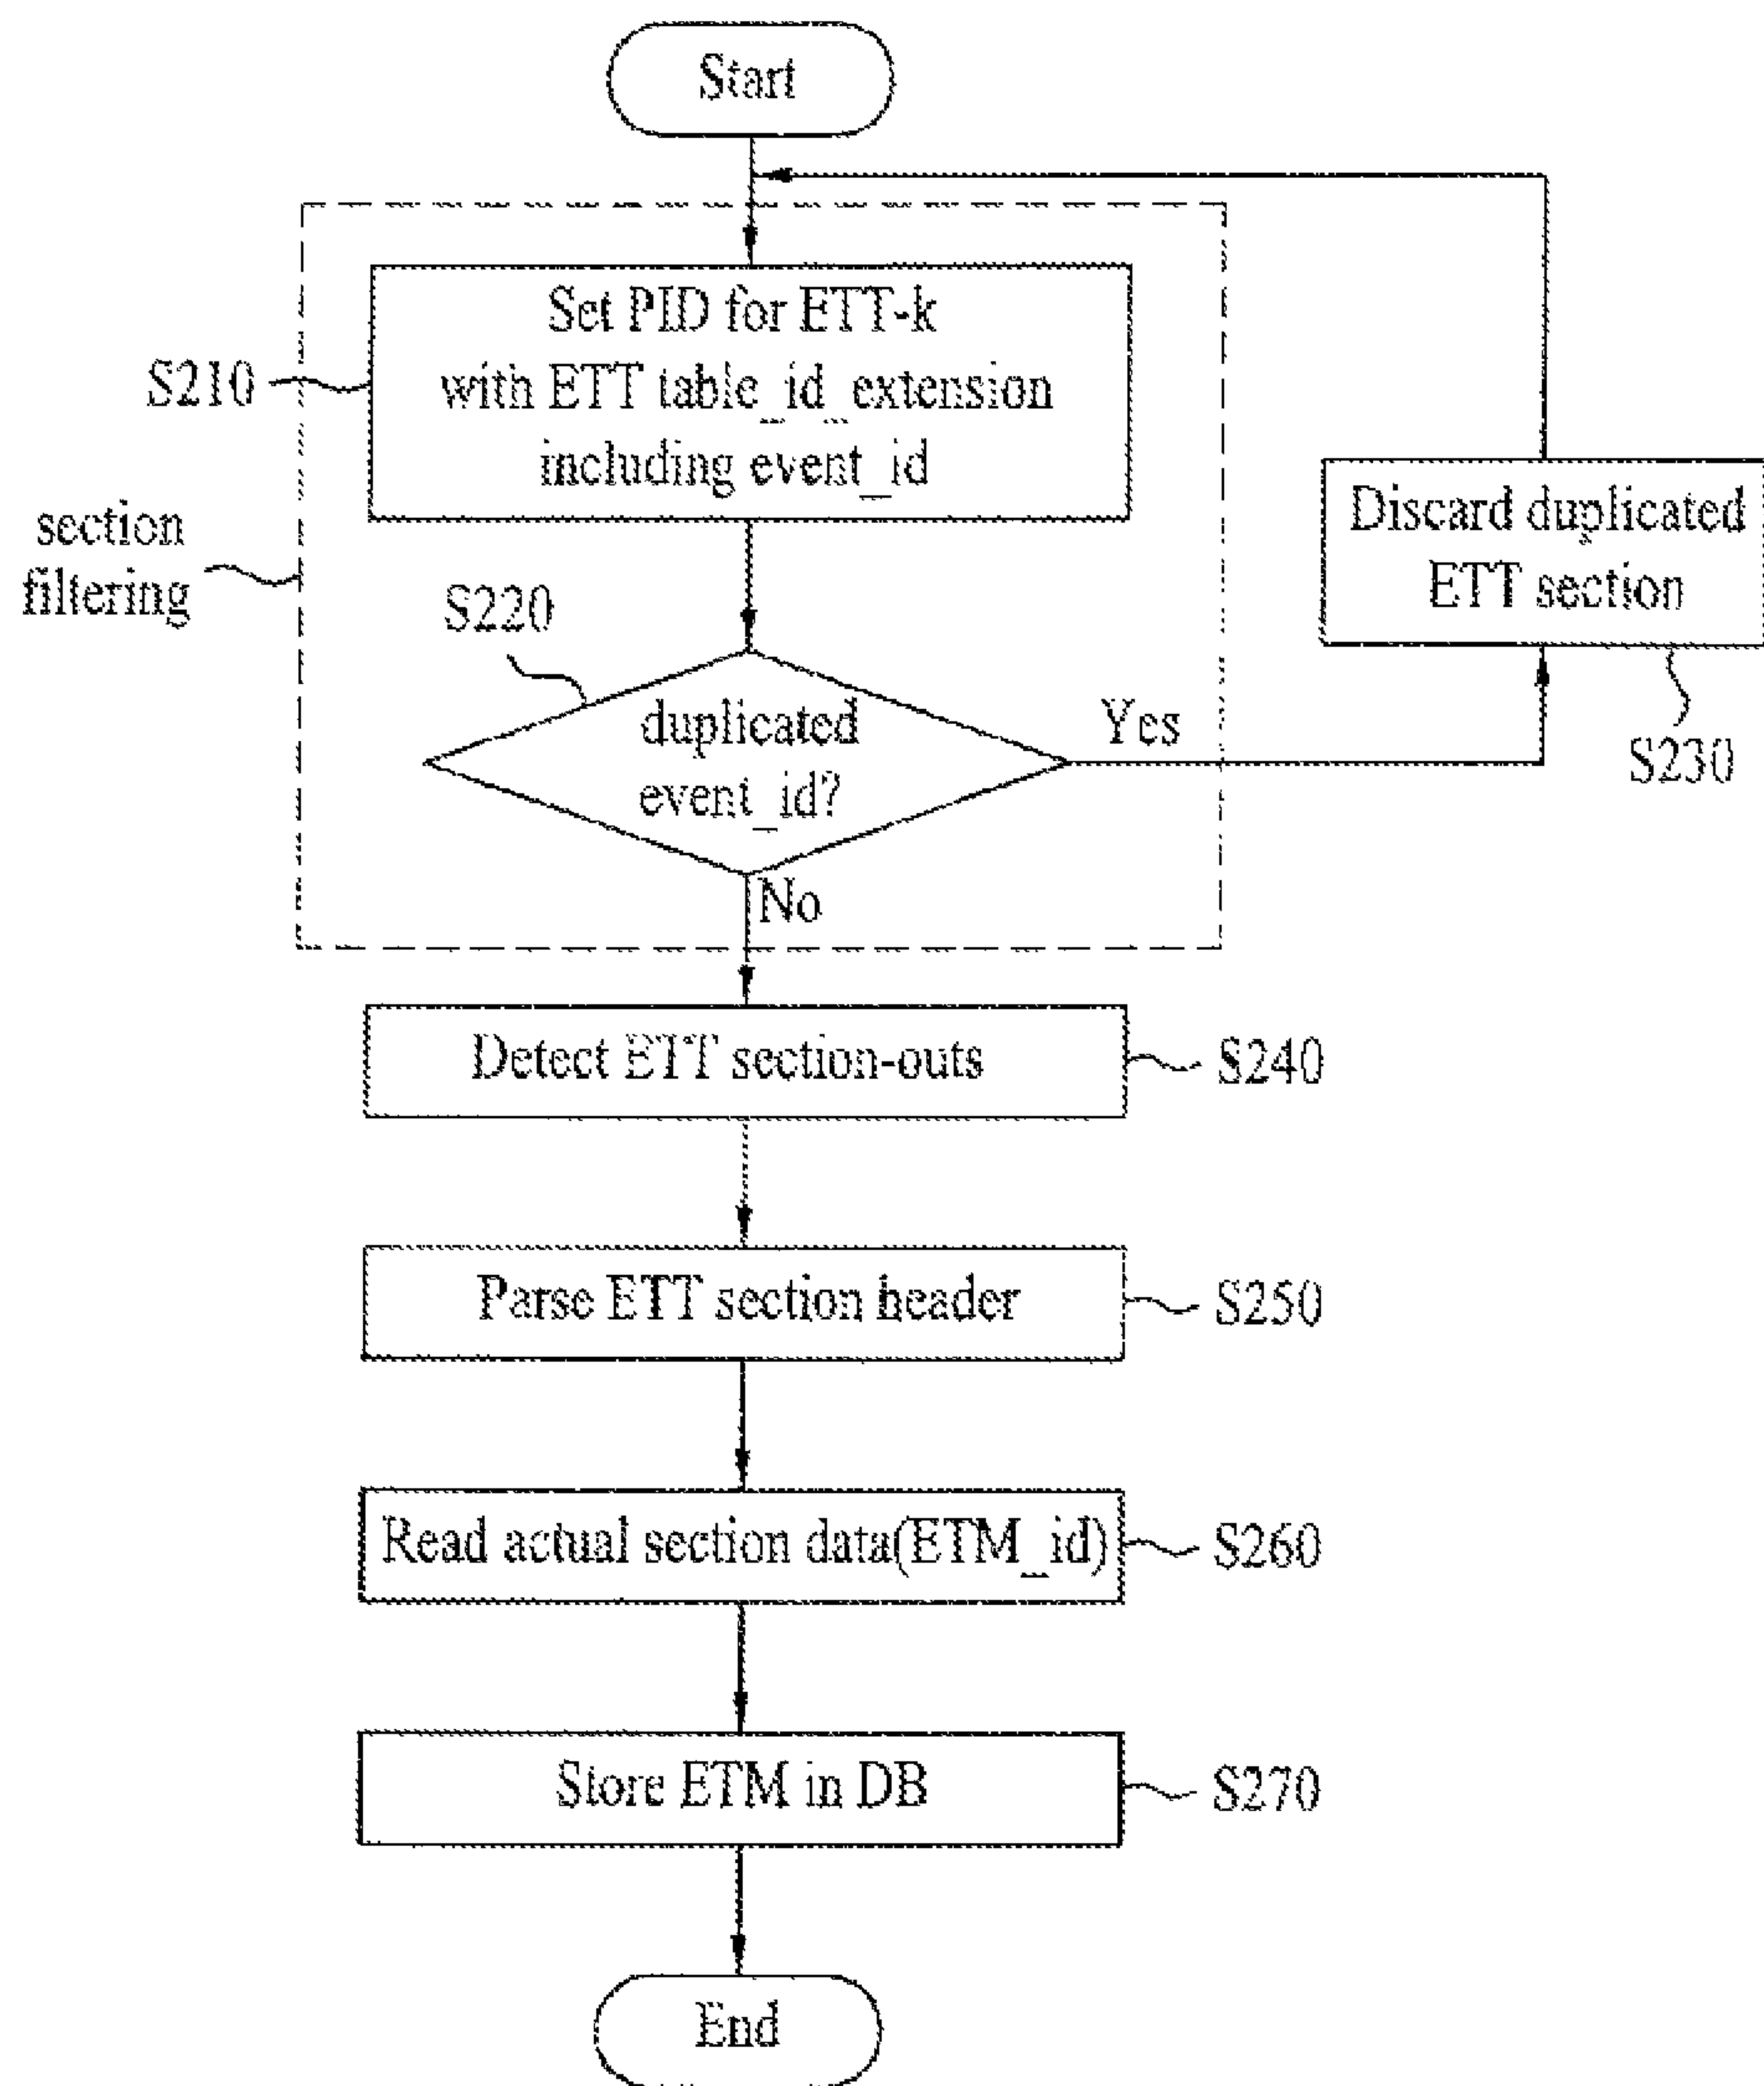 Start
Set PID for ETT-k
with ETT table_id_extension
including event_id
S210
section
filtering
Discard duplicated
ETT section
S230
S220
duplicated
event_id?
Yes
No
Detect ETT section-outs
S240
Parse ETT section header
S250
Read actual section data(ETM_id)
S260
Store ETM in DB
S270
End